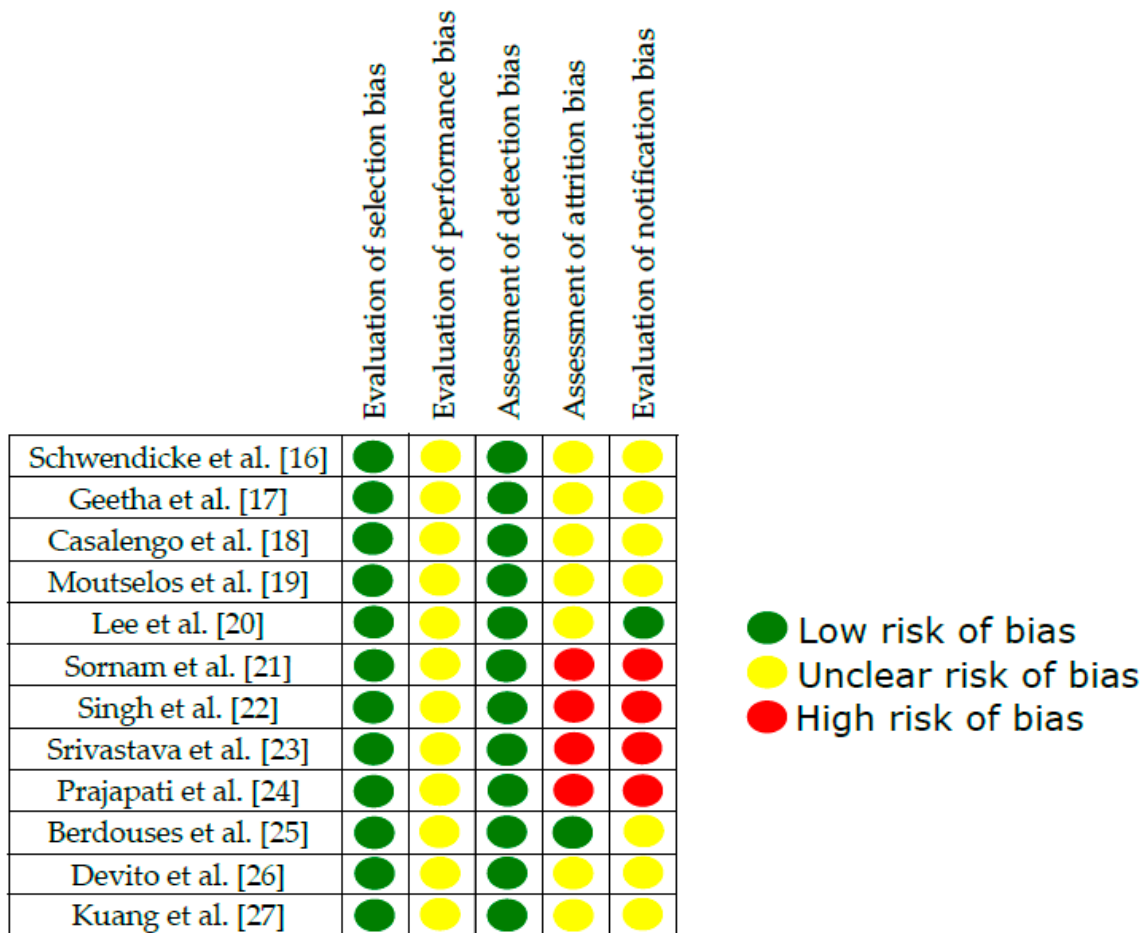 Evaluation of selection bias
Evaluation of performance bias
Assessment of detection bias
Assessment of attrition bias
Evaluation of notification bias
Schwendicke et al. [16]
Geetha et al. [17]
Casalengo et al. [18]
Moutselos et al. [19]
Lee et al. [20]
Sornam et al. [21]
Singh et al. [22]
Srivastava et al. [23]
Prajapati et al. [24]
Berdouses et al. [25]
Devito et al. [26]
Kuang et al. [27]
Low risk of bias
Unclear risk of bias
High risk of bias